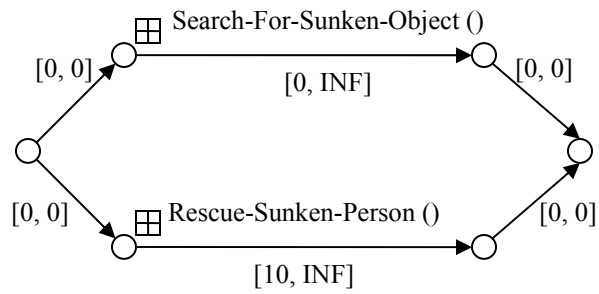 Search-For-Sunken-Object ()
[0, 0]
[0, INF]
[0, 0]
[0, 0]
Rescue-Sunken-Person ()
[0, 0]
[10, INF]